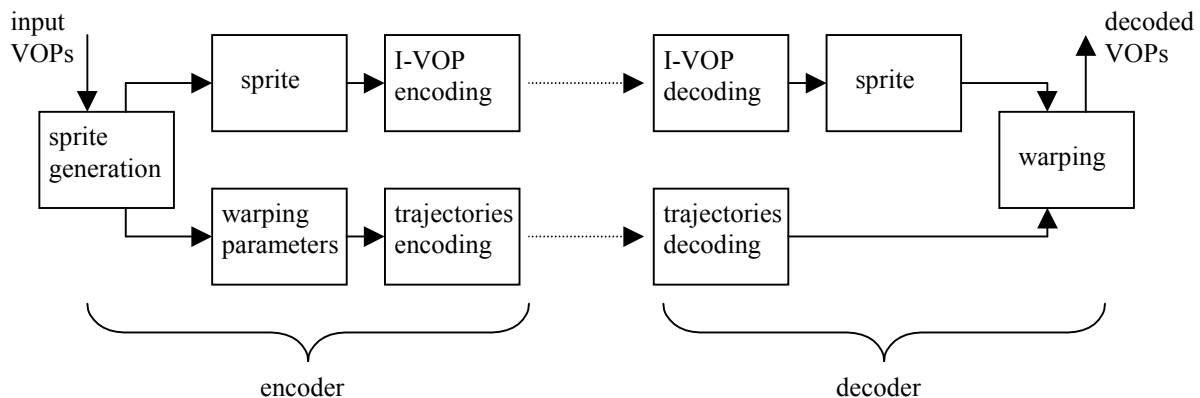 input
VOPs
sprite
generation
sprite
I-VOP
encoding
I-VOP
decoding
sprite
decoded
VOPs
warping
warping
parameters
trajectories
encoding
trajectories
decoding
encoder
decoder